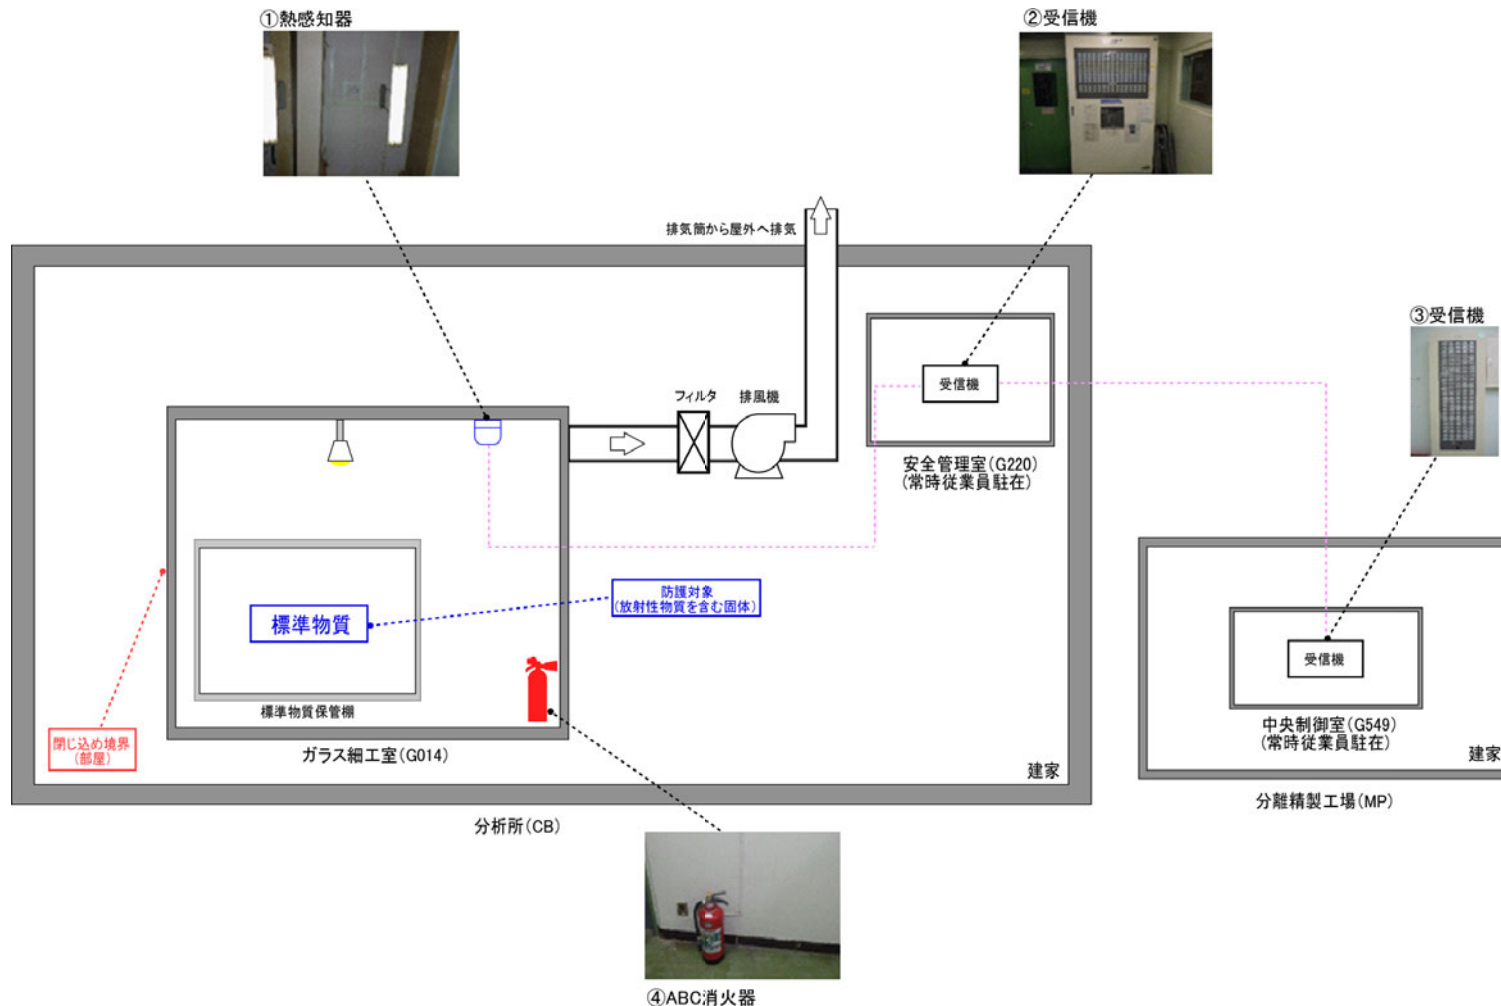 ①熱感知器
②受信機
排気筒から屋外へ排気
③受信機
フィルタ
排風機
受信機
安全管理室(G220)
(常時従業員駐在)
防護対象
(放射性物質を含む固体)
標準物質
標準物質保管棚
閉じ込め境界
(部屋)
ガラス細工室(G014)
建家
分析所(CB)
受信機
中央制御室(G549)
(常時従業員駐在)
建家
分離精製工場(MP)
④ABC消火器